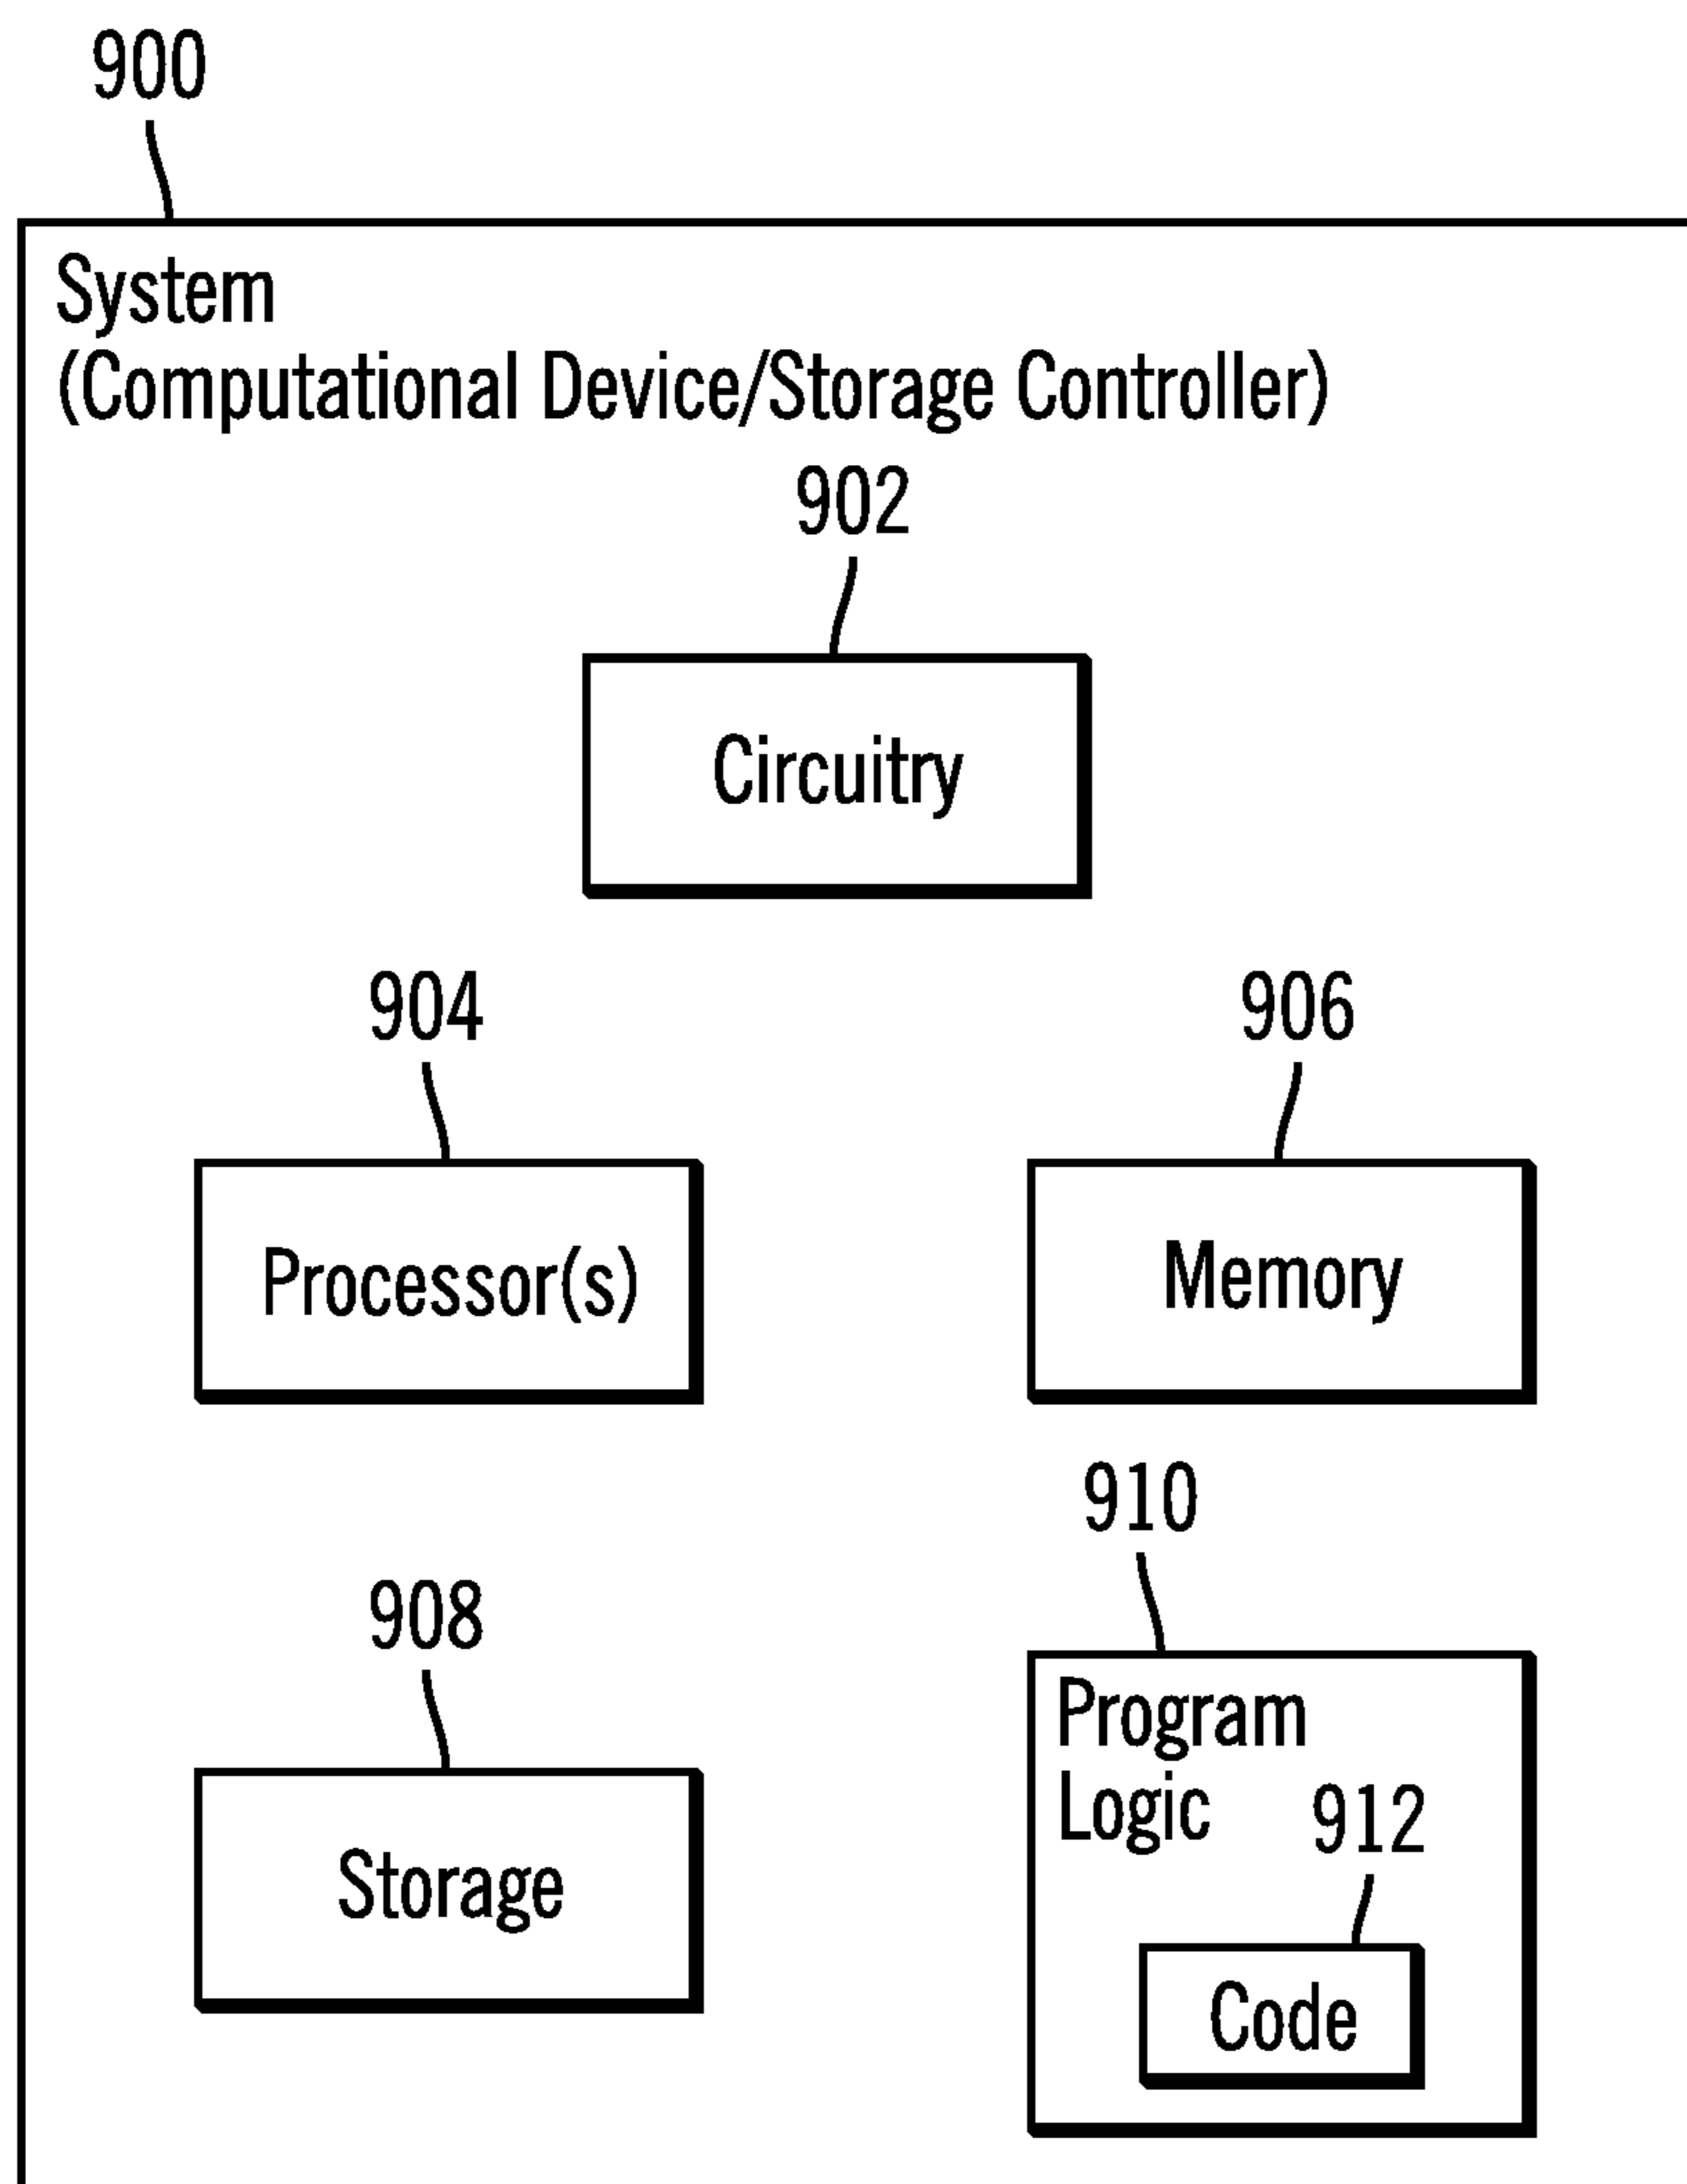 900
System
(Computational Device/Storage Controller)
902
Circuitry
904
906
Processor(s)
Memory
910
908
Program
Logic
912
Storage
Code